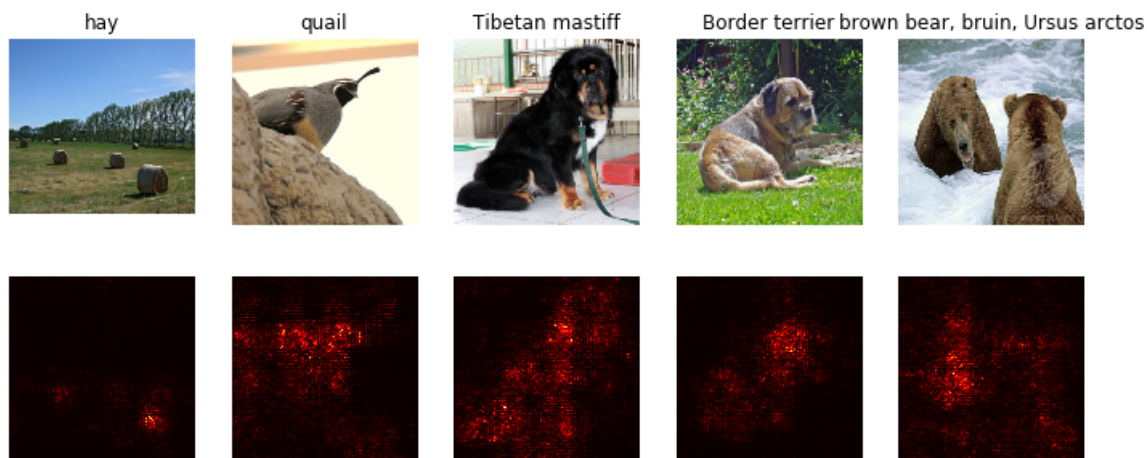 hay
quail
Tibetan mastiff
Border terrier
brown bear, bruin, Ursus arctos